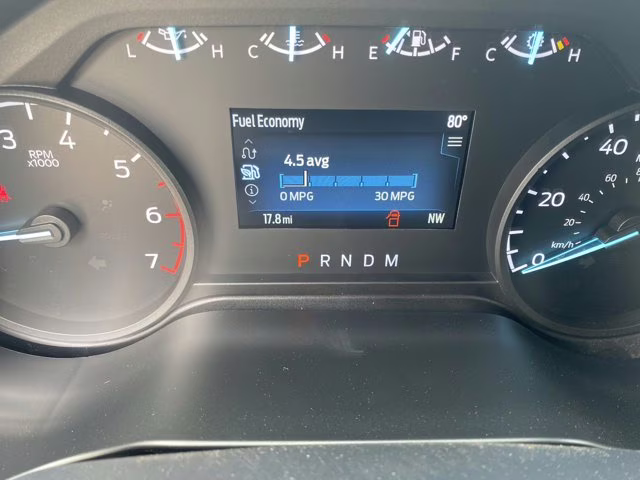 L H C H E F C H
Fuel Economy 80°
4.5 avg
0 MPG 30 MPG
17.8 mi NW
P R N D M
3 4 5 6 7
RPM
x1000
0 20 40
20 40 60
km/h